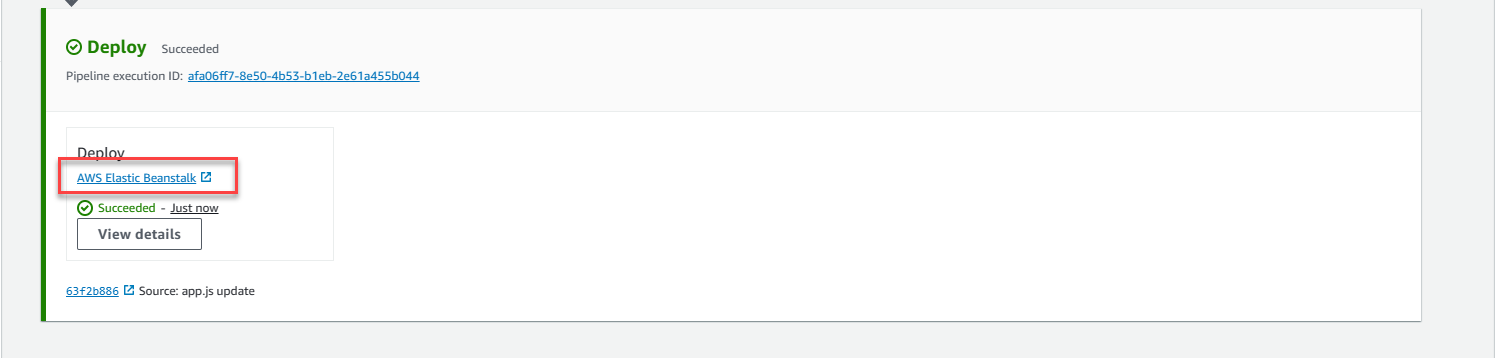 Deploy Succeeded
Pipeline execution ID: afa06ff7-8e50-4b53-b1eb-2e61a455b044
Deploy
AWS Elastic Beanstalk
Succeeded - Just now
View details
63f2b886 Source: app.js update